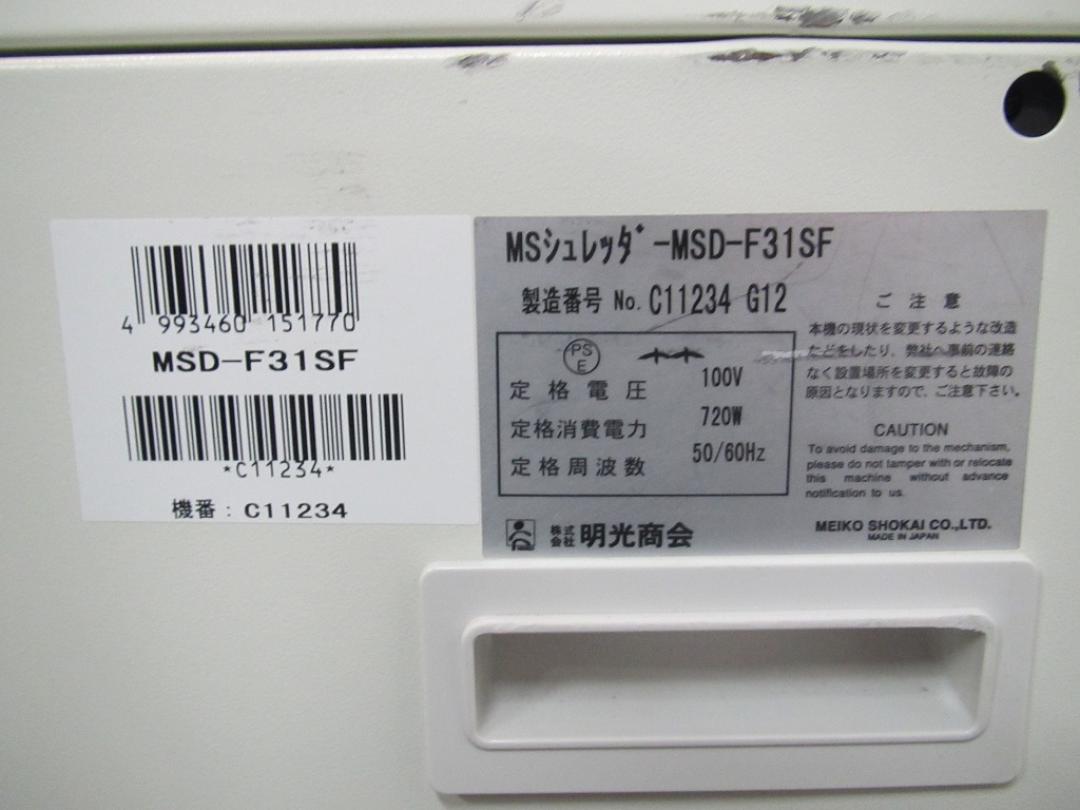 4 993460 151770
MSD-F31SF
*C11234*
機番：C11234
MSシュレッダﾞｰMSD-F31SF
製造番号 No. C11234 G12
PS
E
定格電圧 100V
定格消費電力 720W
定格周波数 50/60Hz
株式会社 明光商会
ご注意
本機の現状を変更するような改造
などをしたり、弊社へ事前の連絡
なく設置場所を変更すると故障の
原因となりますので、ご注意下さい。
CAUTION
To avoid damage to the mechanism,
please do not tamper with or relocate
this machine without advance
notification to us.
MEIKO SHOKAI CO.,LTD.
MADE IN JAPAN